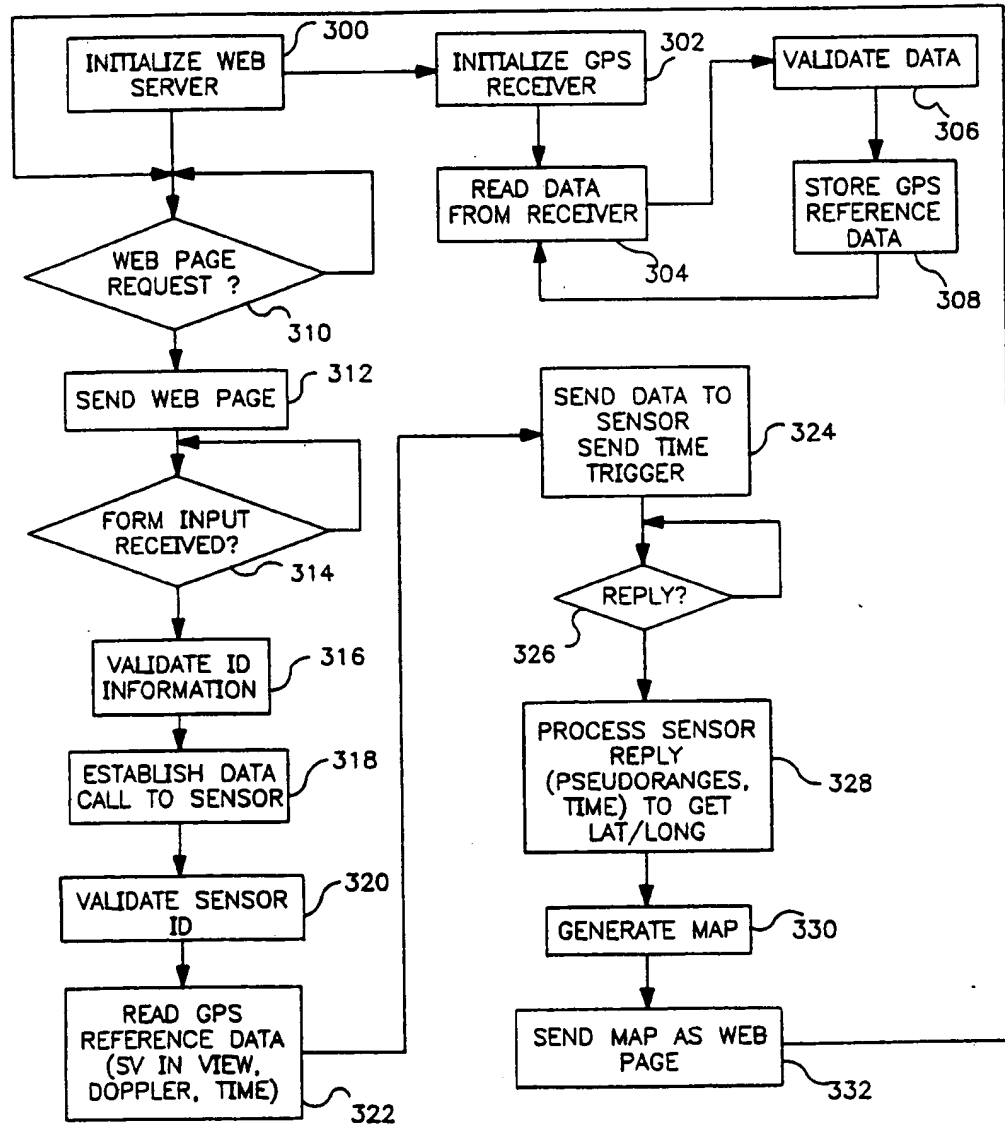 300
INITIALIZE WEB
SERVER
302
INITIALIZE GPS
RECEIVER
VALIDATE DATA
306
READ DATA
FROM RECEIVER
304
STORE GPS
REFERENCE
DATA
308
WEB PAGE
REQUEST ?
310
312
SEND WEB PAGE
FORM INPUT
RECEIVED?
314
VALIDATE ID
INFORMATION
316
ESTABLISH DATA
CALL TO SENSOR
318
VALIDATE SENSOR
ID
320
READ GPS
REFERENCE DATA
(SV IN VIEW,
DOPPLER, TIME)
322
SEND DATA TO
SENSOR
SEND TIME
TRIGGER
324
REPLY?
326
PROCESS SENSOR
REPLY
(PSEUDORANGES,
TIME) TO GET
LAT/LONG
328
GENERATE MAP
330
SEND MAP AS WEB
PAGE
332